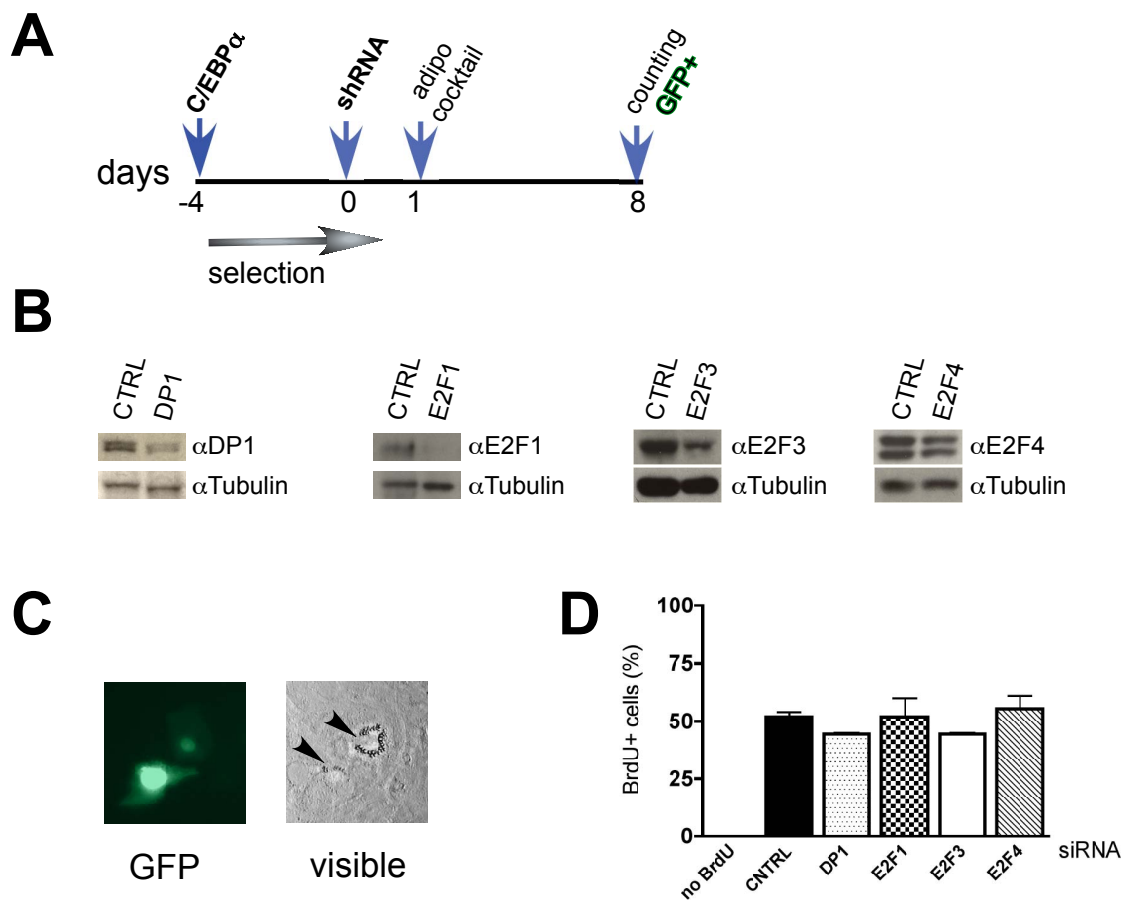 A
C/EBPα
shRNA
adipo
cocktail
counting
GFP+
days
-4
0
1
8
selection
B
CTRL
DP1
αDP1
αTubulin
CTRL
E2F1
αE2F1
αTubulin
CTRL
E2F3
αE2F3
αTubulin
CTRL
E2F4
αE2F4
αTubulin
C
GFP
visible
D
BrdU+ cells (%)
100
75
50
25
0
no BrdU
CNTRL
DP1
E2F1
E2F3
E2F4
siRNA